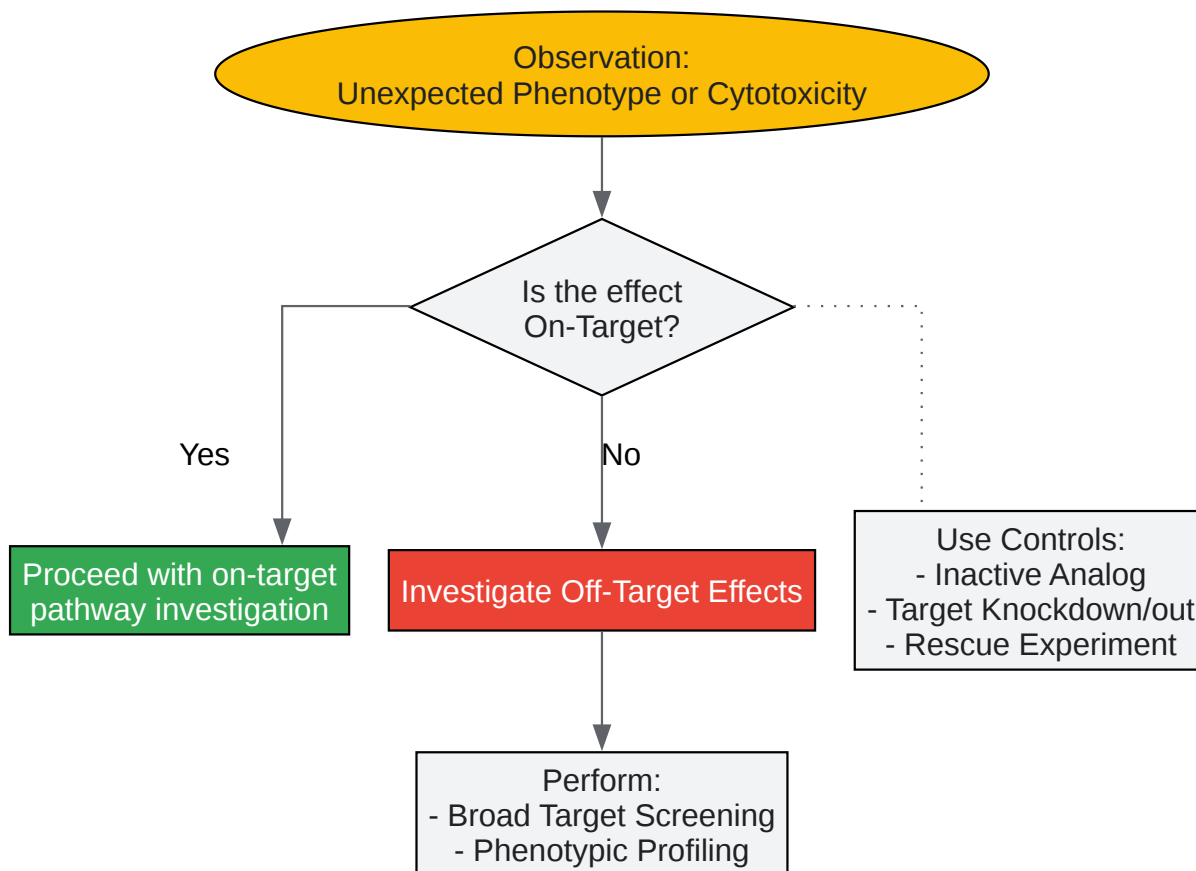 Observation:
Unexpected Phenotype or Cytotoxicity
Is the effect
On-Target?
Yes
No
Proceed with on-target
pathway investigation
Investigate Off-Target Effects
Use Controls:
- Inactive Analog
- Target Knockdown/out
- Rescue Experiment
Perform:
- Broad Target Screening
- Phenotypic Profiling